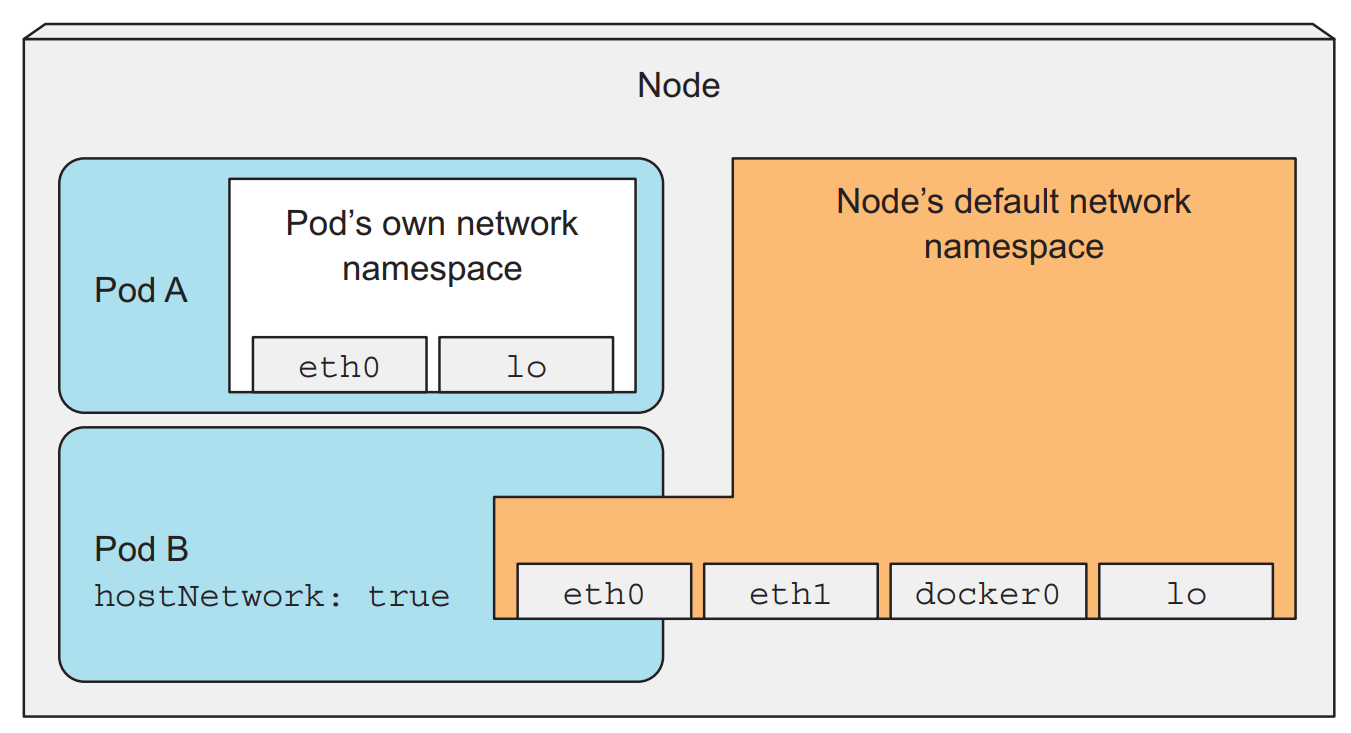 Node
Pod's own network
namespace
Pod A
eth0
lo
Node's default network
namespace
Pod B
hostNetwork: true
eth0
eth1
docker0
lo